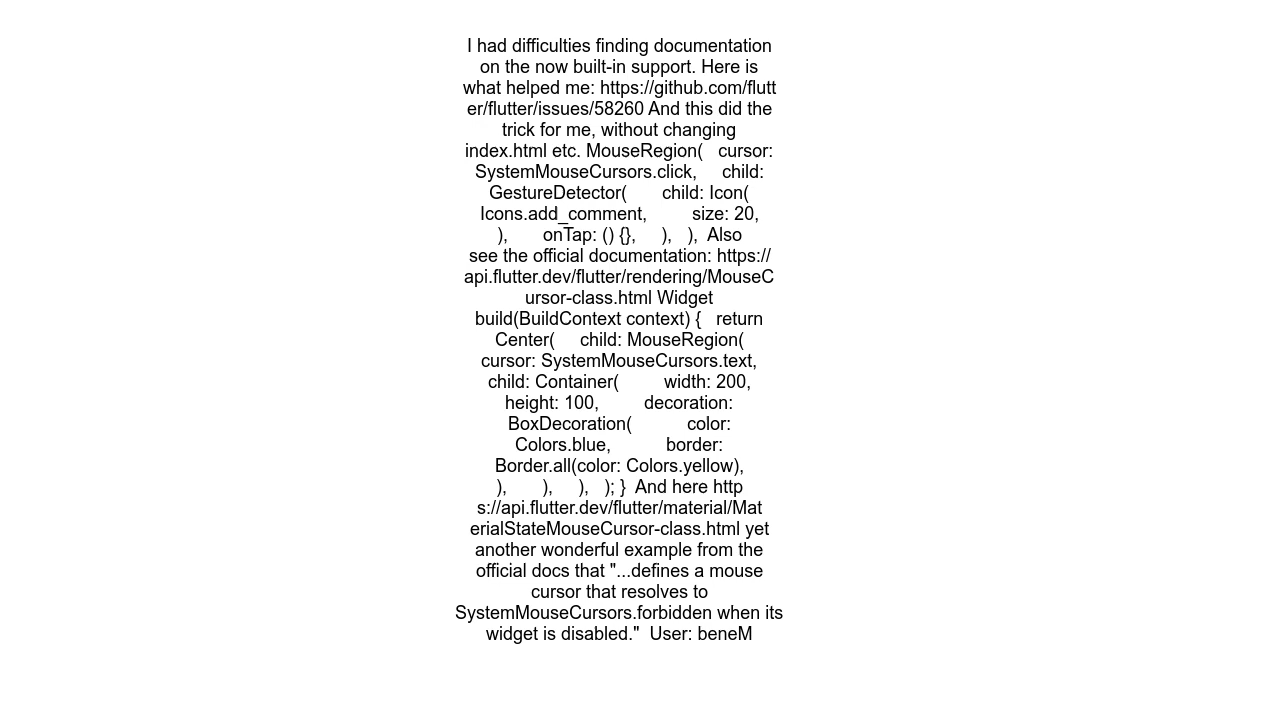 I had difficulties finding documentation
on the now built-in support. Here is
what helped me: https://github.com/flutt
er/flutter/issues/58260 And this did the
trick for me, without changing
index.html etc. MouseRegion(   cursor:
SystemMouseCursors.click,     child:
GestureDetector(       child: Icon(
Icons.add_comment,         size: 20,
),       onTap: () {},     ),   ),  Also
see the official documentation: https://
api.flutter.dev/flutter/rendering/MouseC
ursor-class.html Widget
build(BuildContext context) {   return
Center(     child: MouseRegion(
cursor: SystemMouseCursors.text,
child: Container(         width: 200,
height: 100,         decoration:
BoxDecoration(           color:
Colors.blue,           border:
Border.all(color: Colors.yellow),
),       ),     ),   ); }  And here http
s://api.flutter.dev/flutter/material/Mat
erialStateMouseCursor-class.html yet
another wonderful example from the
official docs that "...defines a mouse
cursor that resolves to
SystemMouseCursors.forbidden when its
widget is disabled."  User: beneM